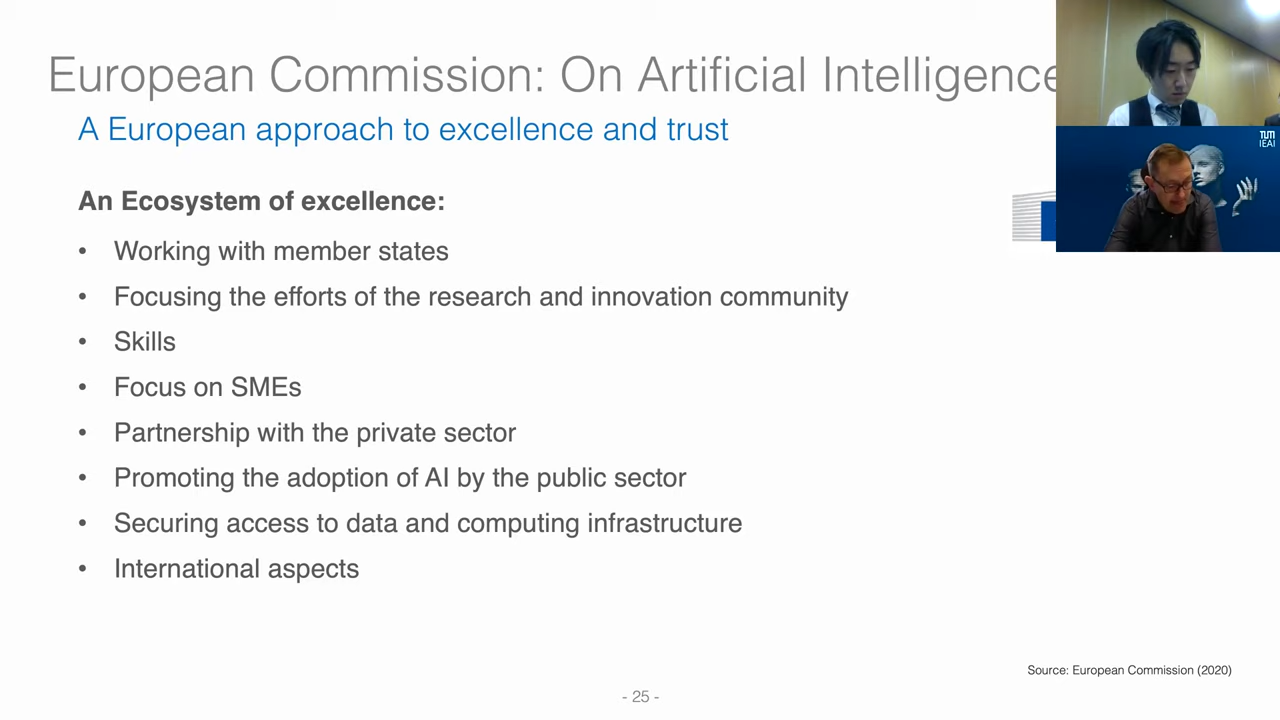 European Commission: On Artificial Intelligence
A European approach to excellence and trust
An Ecosystem of excellence:
• Working with member states
• Focusing the efforts of the research and innovation community
• Skills
• Focus on SMEs
• Partnership with the private sector
• Promoting the adoption of AI by the public sector
• Securing access to data and computing infrastructure
• International aspects
Source: European Commission (2020)
- 25 -
TUM
IEAI